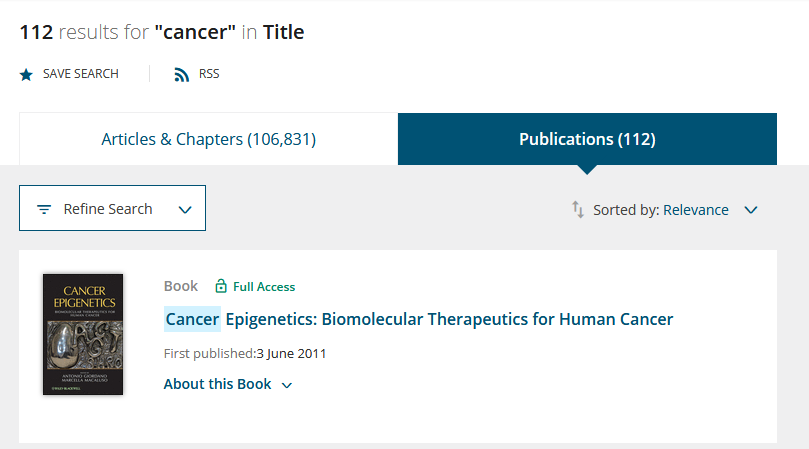 112 results for "cancer" in Title
SAVE SEARCH RSS
Articles & Chapters (106,831) Publications (112)
Refine Search Sorted by: Relevance
Book Full Access
Cancer Epigenetics: Biomolecular Therapeutics for Human Cancer
First published:3 June 2011
About this Book
CANCER
EPIGENETICS
BIOMOLECULAR THERAPEUTICS FOR
HUMAN CANCER
ANTONIO GIORDANO
MARCELLA MACALUSO
WILEY-BLACKWELL